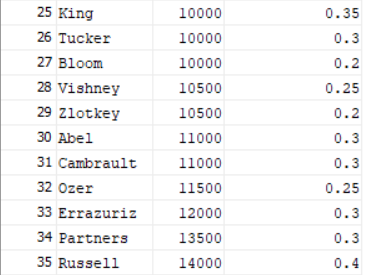 25 King 10000 0.35
26 Tucker 10000 0.3
27 Bloom 10000 0.2
28 Vishney 10500 0.25
29 Zlotkey 10500 0.2
30 Abel 11000 0.3
31 Cambrault 11000 0.3
32 Ozer 11500 0.25
33 Errazuriz 12000 0.3
34 Partners 13500 0.3
35 Russell 14000 0.4